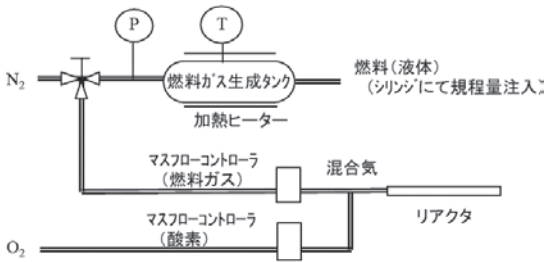 P
T
N2
燃料ガス生成タンク
燃料(液体)
(シリンジにて規程量注入)
加熱ヒーター
マスフローコントローラ
(燃料ガス)
混合気
マスフローコントローラ
(酸素)
リアクタ
O2